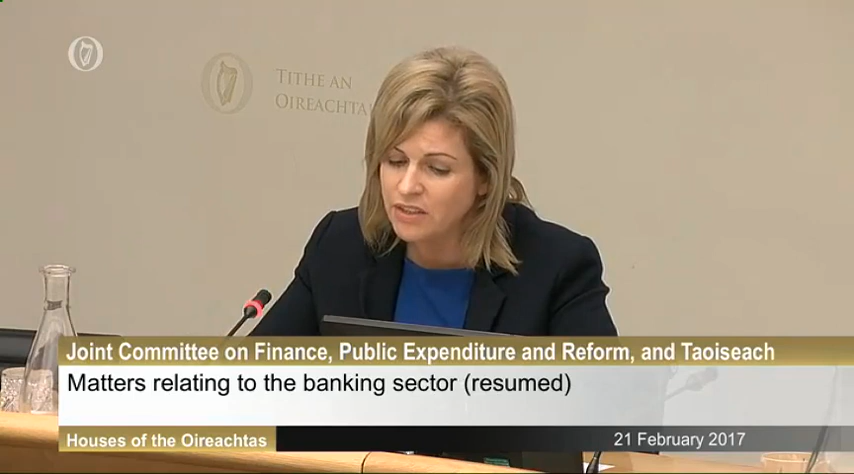 TITHE AN
OIREACHTA
Joint Committee on Finance, Public Expenditure and Reform, and Taoiseach
Matters relating to the banking sector (resumed)
Houses of the Oireachtas
21 February 2017